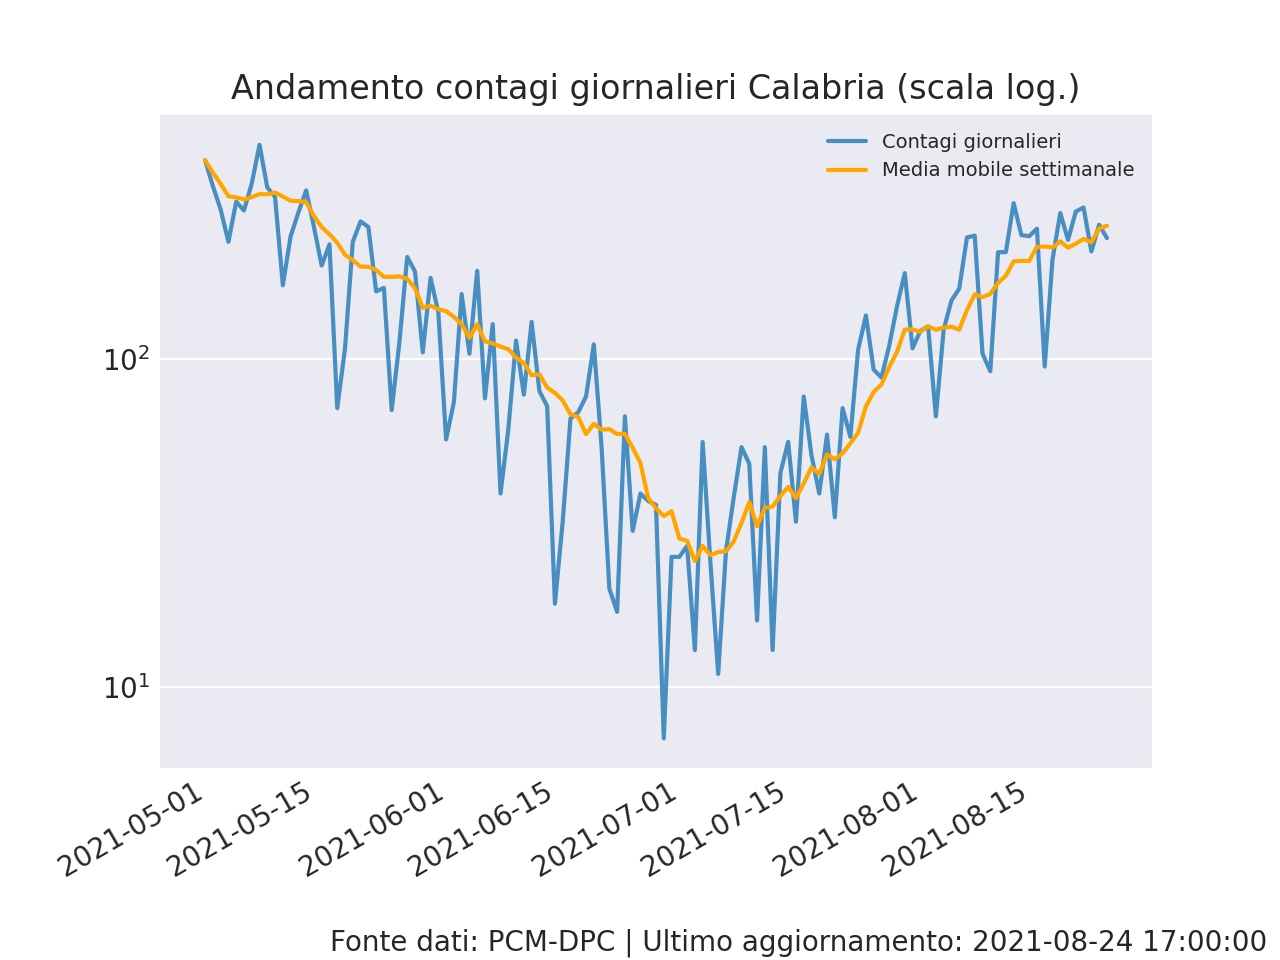 Andamento contagi giornalieri Calabria (scala log.)
Contagi giornalieri
Media mobile settimanale
10²
10¹
2021-05-01
2021-05-15
2021-06-01
2021-06-15
2021-07-01
2021-07-15
2021-08-01
2021-08-15
Fonte dati: PCM-DPC | Ultimo aggiornamento: 2021-08-24 17:00:00